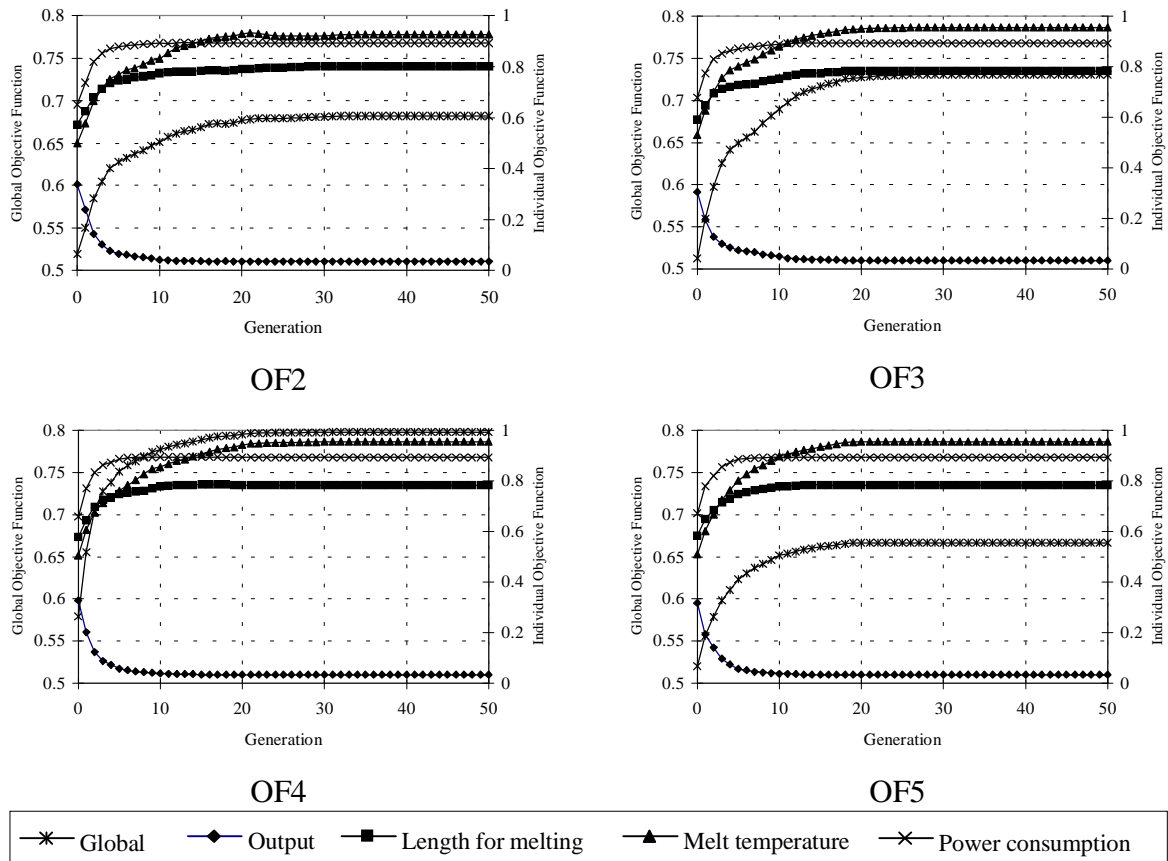 0.8
0.75
0.7
0.65
0.6
0.55
0.5
Global Objective Function
1
0.8
0.6
0.4
0.2
0
Individual Objective Function
0 10 20 30 40 50
Generation
OF2
0.8
0.75
0.7
0.65
0.6
0.55
0.5
Global Objective Function
1
0.8
0.6
0.4
0.2
0
Individual Objective Function
0 10 20 30 40 50
Generation
OF3
0.8
0.75
0.7
0.65
0.6
0.55
0.5
Global Objective Function
1
0.8
0.6
0.4
0.2
0
Individual Objective Function
0 10 20 30 40 50
Generation
OF4
0.8
0.75
0.7
0.65
0.6
0.55
0.5
Global Objective Function
1
0.8
0.6
0.4
0.2
0
Individual Objective Function
0 10 20 30 40 50
Generation
OF5
Global Output Length for melting Melt temperature Power consumption